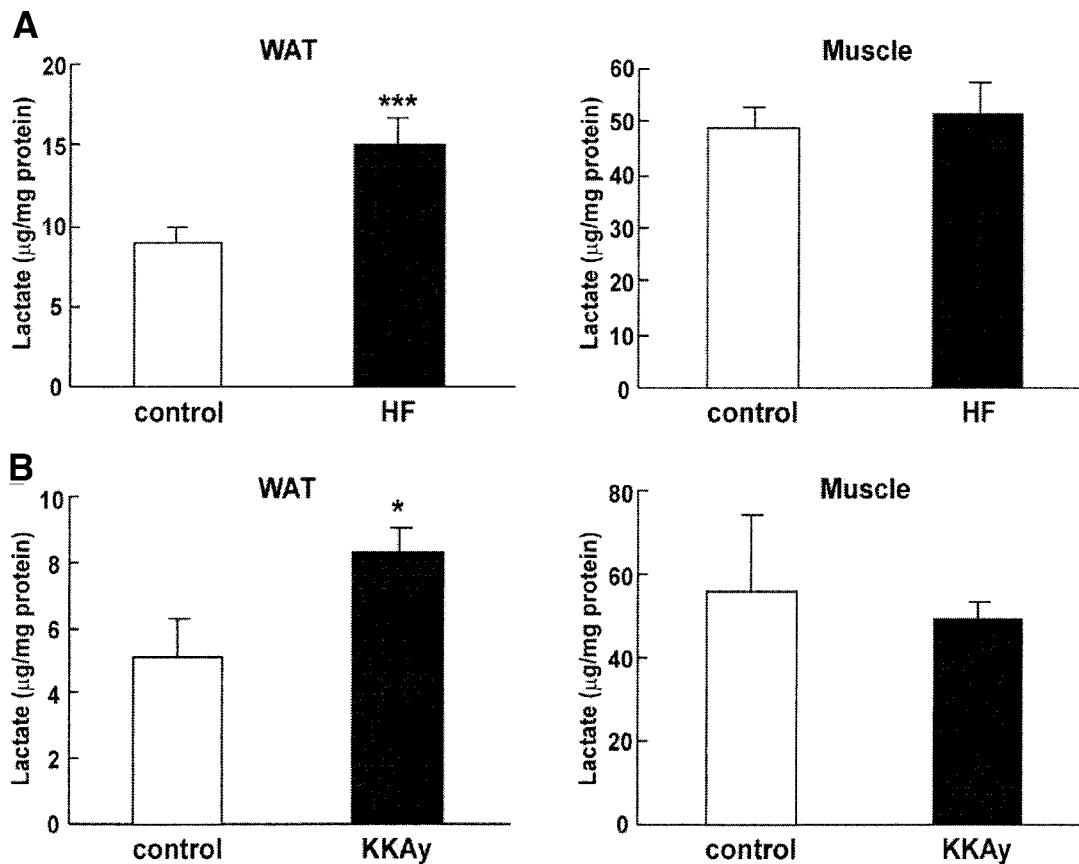 A
WAT
Lactate (μg/mg protein)
20
15
10
5
0
***
control
HF
Muscle
Lactate (μg/mg protein)
60
50
40
30
20
10
0
control
HF
B
WAT
Lactate (μg/mg protein)
10
8
6
4
2
0
*
control
KKAy
Muscle
Lactate (μg/mg protein)
80
60
40
20
0
control
KKAy